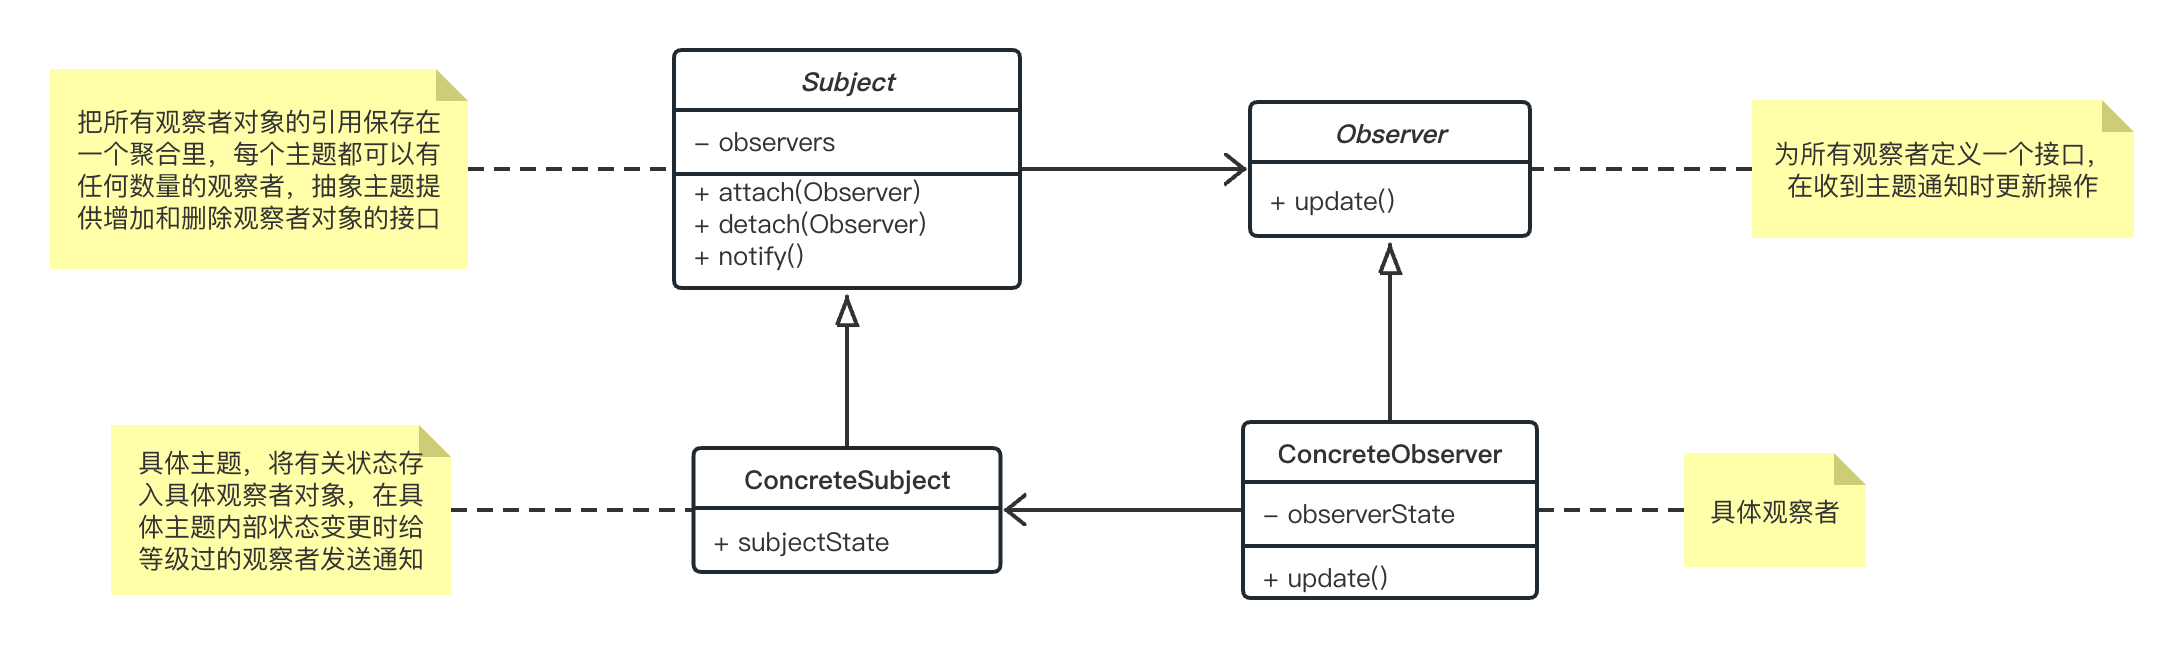 把所有观察者对象的引用保存在
一个聚合里，每个主题都可以有
任何数量的观察者，抽象主题提
供增加和删除观察者对象的接口
Subject
– observers
+ attach(Observer)
+ detach(Observer)
+ notify()
Observer
+ update()
为所有观察者定义一个接口，
在收到主题通知时更新操作
具体主题，将有关状态存
入具体观察者对象，在具
体主题内部状态变更时给
等级过的观察者发送通知
ConcreteSubject
+ subjectState
ConcreteObserver
– observerState
+ update()
具体观察者